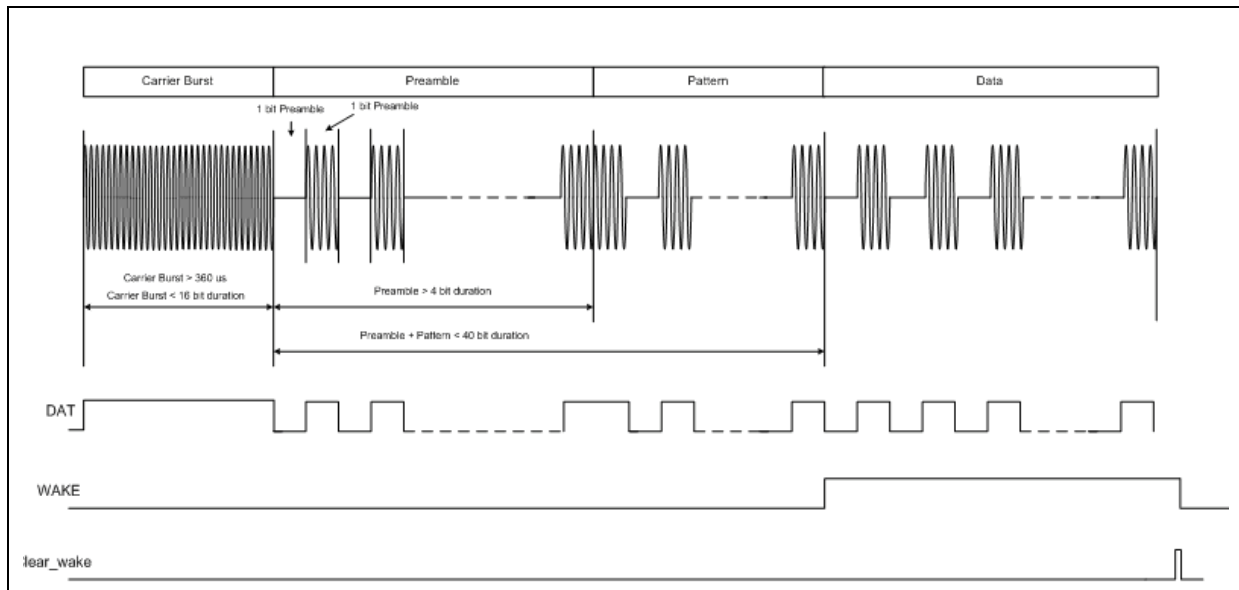 Carrier Burst Preamble Pattern Data
1 bit Preamble 1 bit Preamble
Carrier Burst > 360 us
Carrier Burst < 16 bit duration
Preamble > 4 bit duration
Preamble + Pattern < 40 bit duration
DAT
WAKE
lear_wake